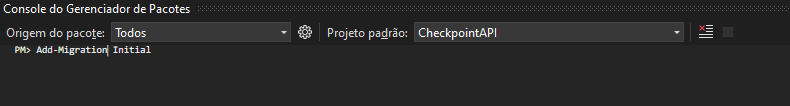 Console do Gerenciador de Pacotes
Origem do pacote: Todos Projeto padrão: CheckpointAPI
PM> Add-Migration Initial